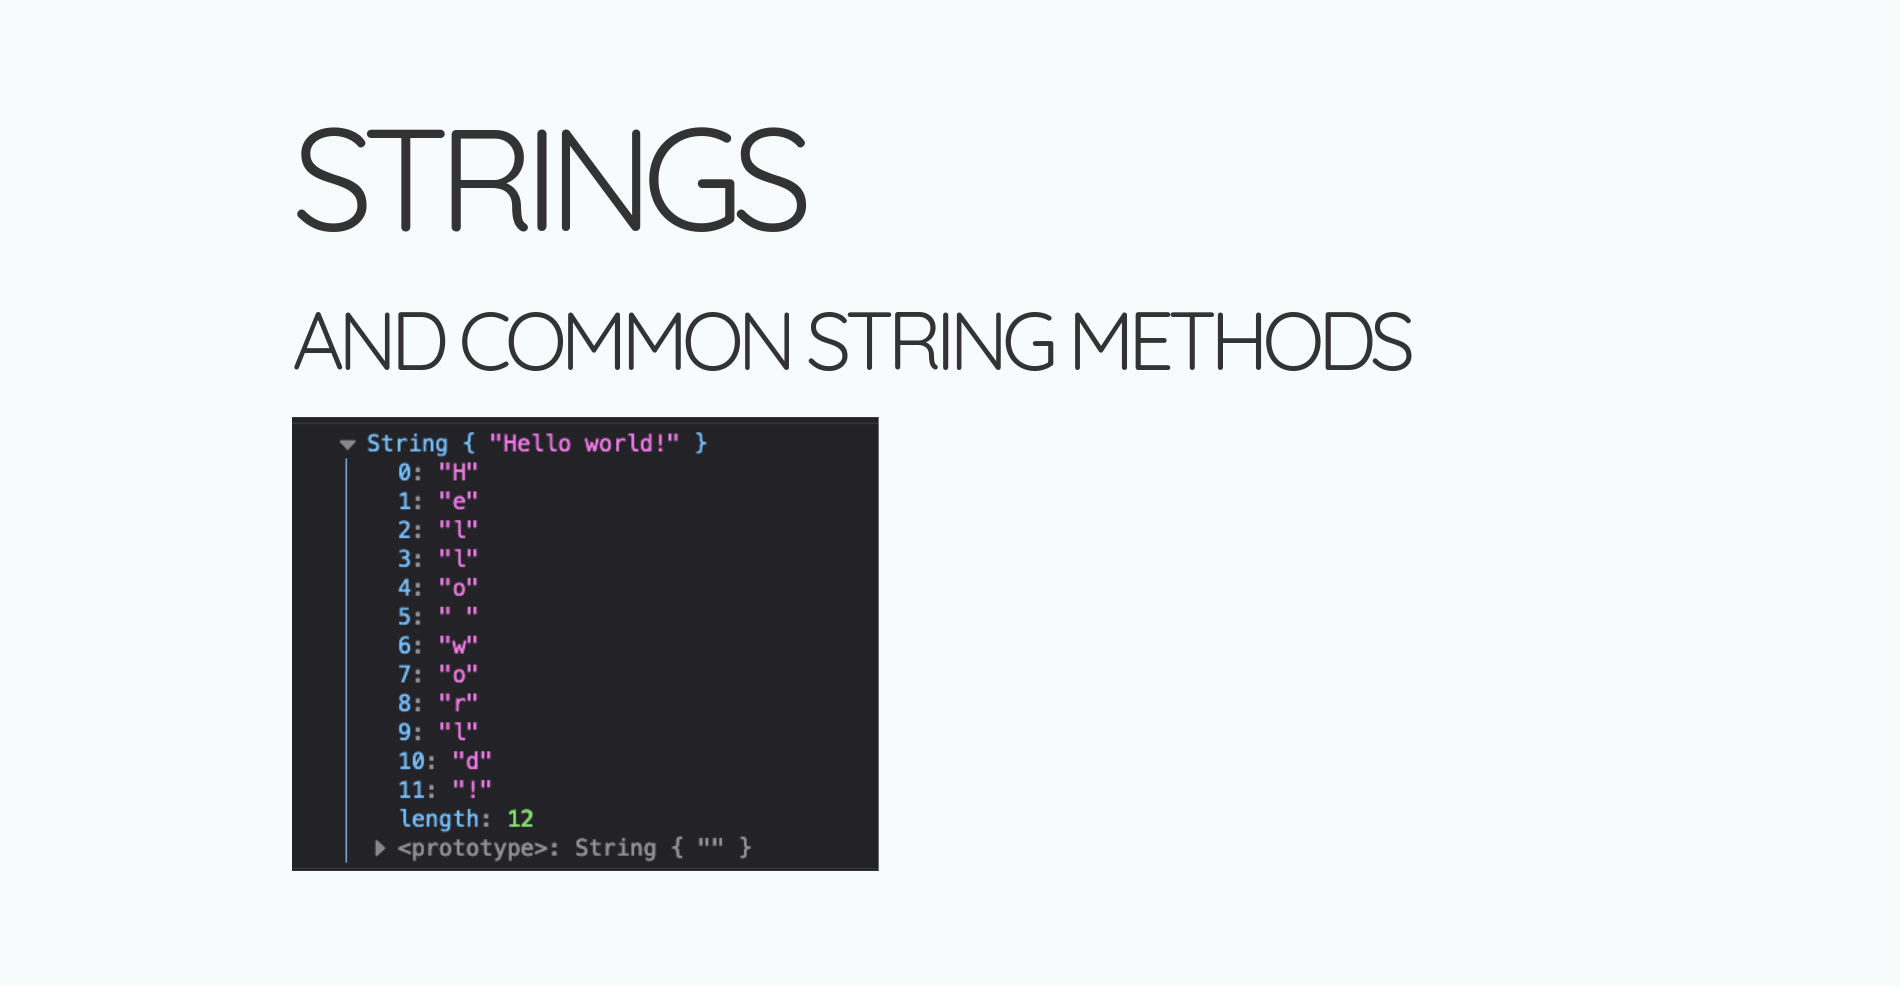 STRINGS
AND COMMON STRING METHODS
String { "Hello world!" }
0: "H"
1: "e"
2: "l"
3: "l"
4: "o"
5: " "
6: "w"
7: "o"
8: "r"
9: "l"
10: "d"
11: "!"
length: 12
<prototype>: String { "" }